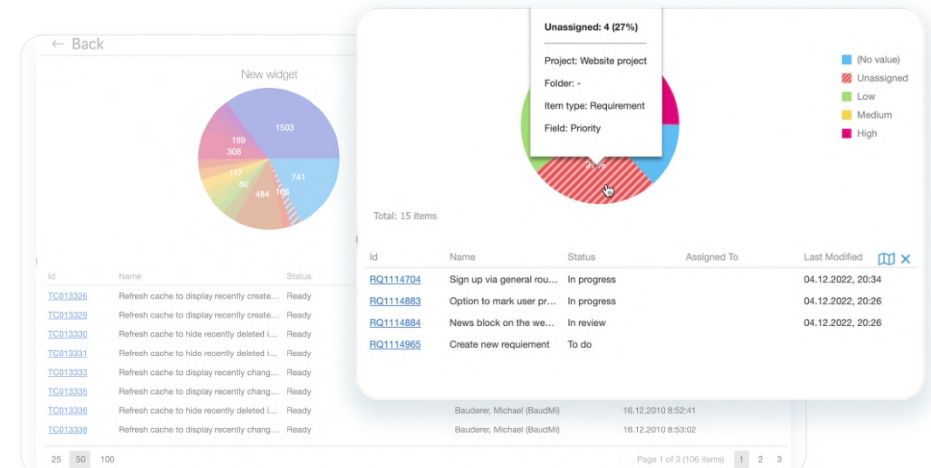 ← Back
New widget
1503
169
308
117
80
484
741
Id Name Status
TC013326 Refresh cache to display recently create... Ready
TC013329 Refresh cache to display recently create... Ready
TC013330 Refresh cache to hide recently deleted i... Ready
TC013331 Refresh cache to hide recently deleted i... Ready
TC013333 Refresh cache to display recently chang... Ready
TC013335 Refresh cache to display recently chang... Ready
TC013336 Refresh cache to hide recently deleted i... Ready Bauderer, Michael (BaudMi) 16.12.2010 8:52:41
TC013338 Refresh cache to display recently chang... Ready Bauderer, Michael (BaudMi) 16.12.2010 8:53:02
25 50 100 Page 1 of 3 (106 items) 1 2 3
Unassigned: 4 (27%)
Project: Website project
Folder: -
Item type: Requirement
Field: Priority
(No value)
Unassigned
Low
Medium
High
Total: 15 items
Id Name Status Assigned To Last Modified
RQ1114704 Sign up via general rou... In progress 04.12.2022, 20:34
RQ1114883 Option to mark user pr... In progress 04.12.2022, 20:26
RQ1114884 News block on the we... In review 04.12.2022, 20:26
RQ1114965 Create new requiement To do